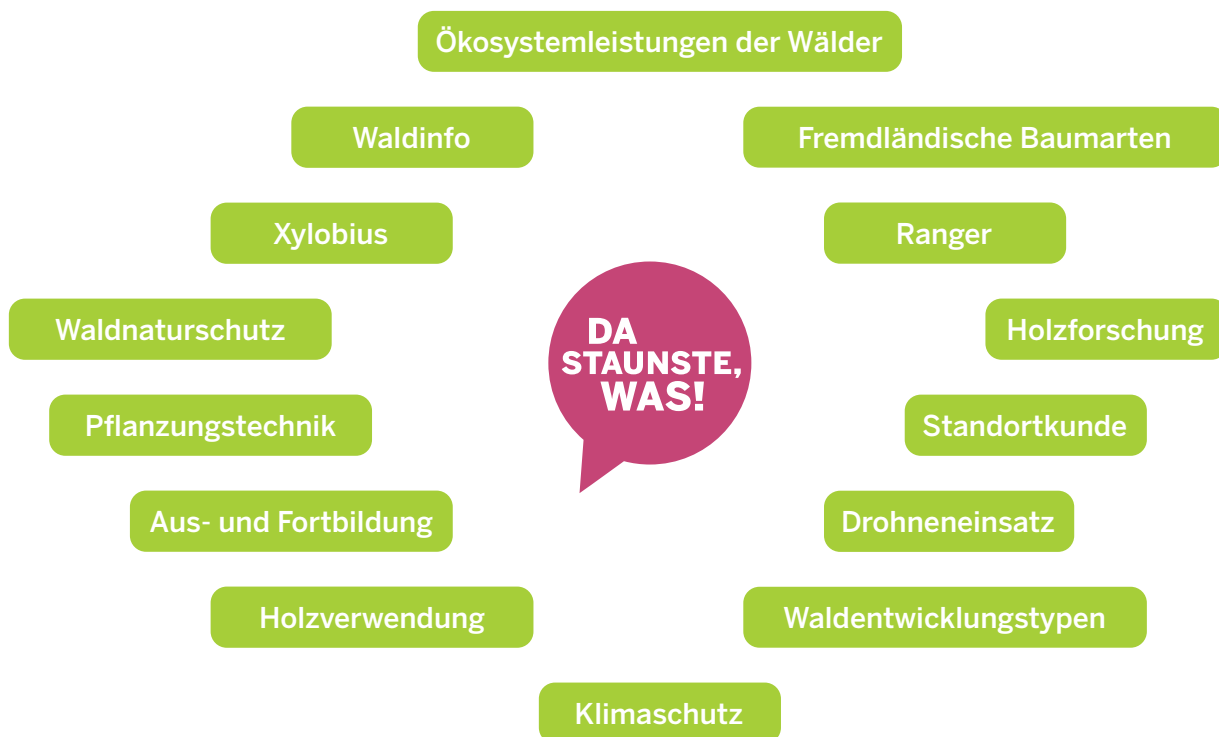 Ökosystemleistungen der Wälder
Waldinfo
Fremdländische Baumarten
Xylobius
Ranger
Waldnaturschutz
Holzforschung
DA
STAUNSTE,
WAS!
Pflanzungstechnik
Standortkunde
Aus- und Fortbildung
Drohneneinsatz
Holzverwendung
Waldentwicklungstypen
Klimaschutz